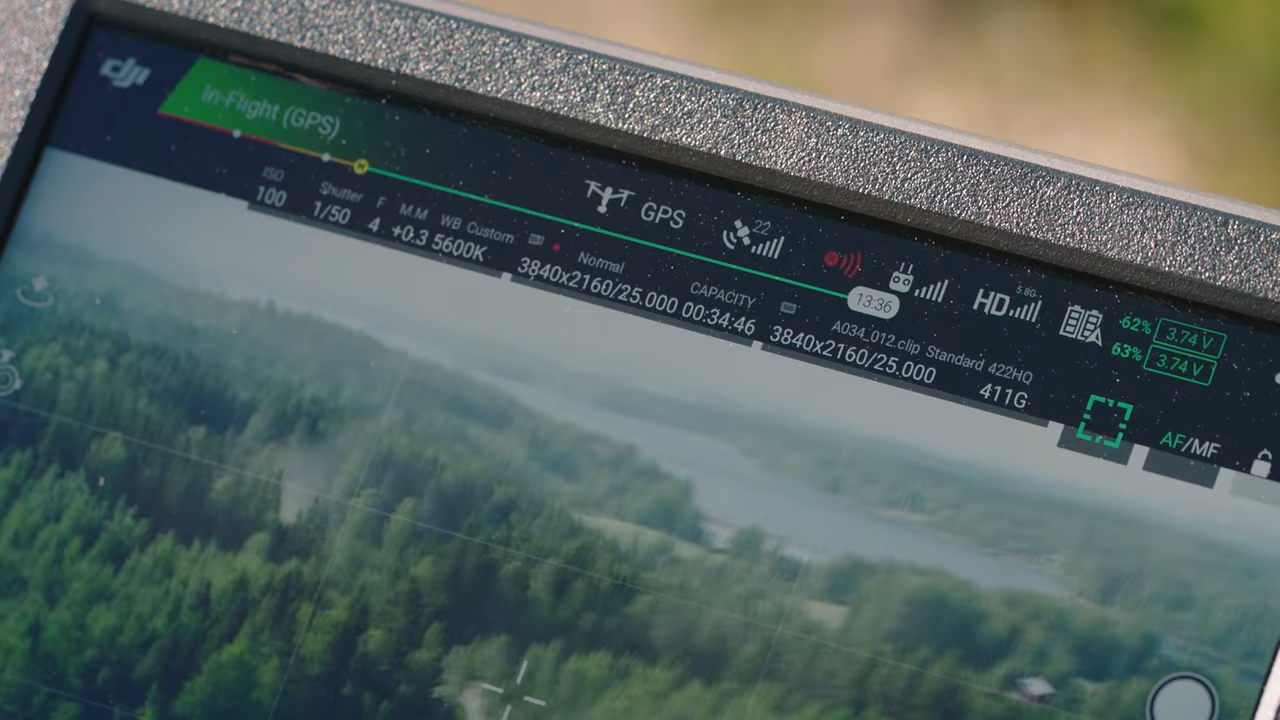 dji
In-Flight (GPS)
GPS
22
13:36
HD 5.8G
62% 3.74 V
63% 3.74 V
ISO
100
Shutter
1/50
F
4
M.M
+0.3
WB Custom
5600K
Normal
3840x2160/25.000
CAPACITY
00:34:46
A034_012.clip Standard 422HQ
3840x2160/25.000
411G
AF/MF